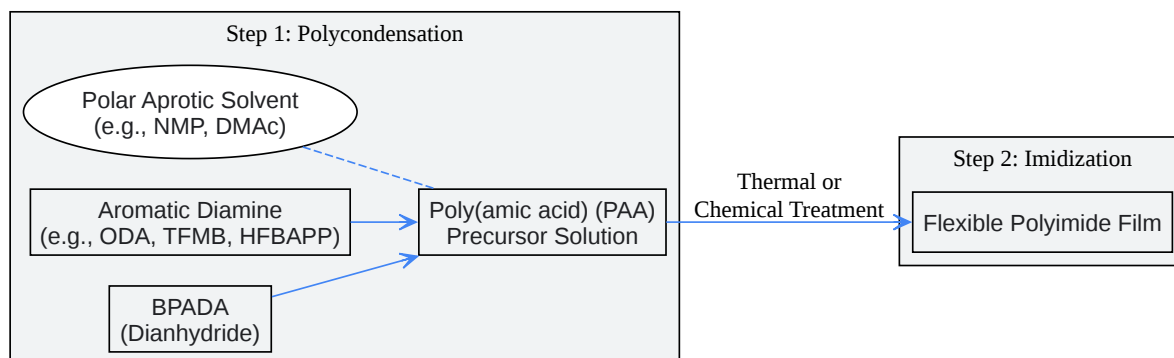 Step 1: Polycondensation
Polar Aprotic Solvent
(e.g., NMP, DMAc)
Aromatic Diamine
(e.g., ODA, TFMB, HFBAPP)
BPADA
(Dianhydride)
Poly(amic acid) (PAA)
Precursor Solution
Thermal or
Chemical Treatment
Step 2: Imidization
Flexible Polyimide Film